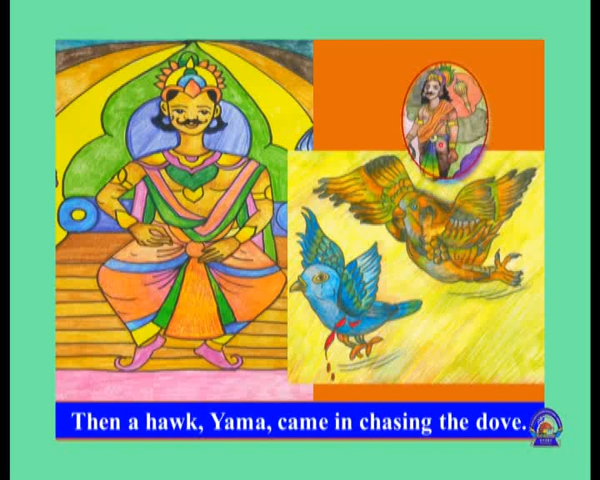 Then a hawk, Yama, came in chasing the dove.